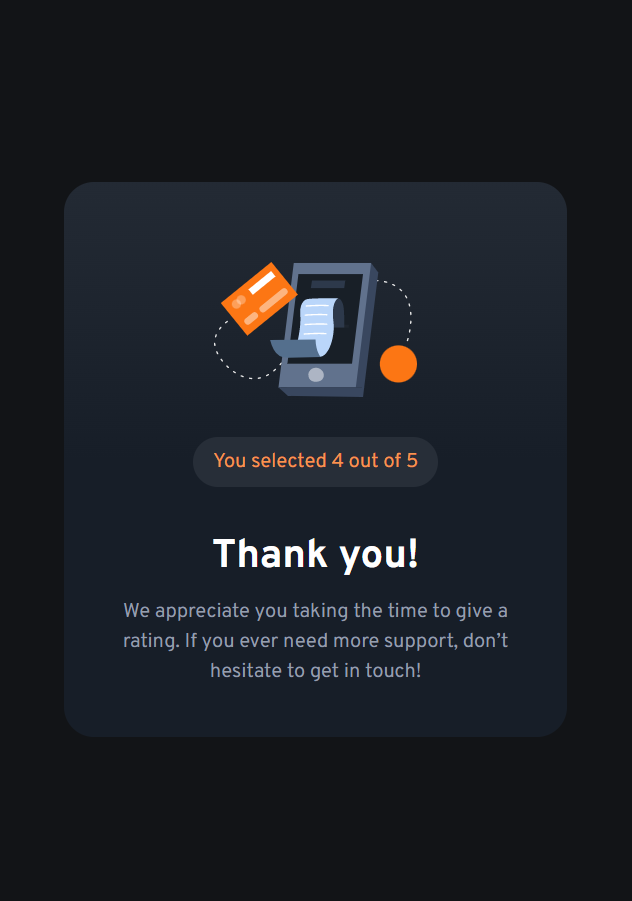 You selected 4 out of 5
Thank you!
We appreciate you taking the time to give a
rating. If you ever need more support, don’t
hesitate to get in touch!